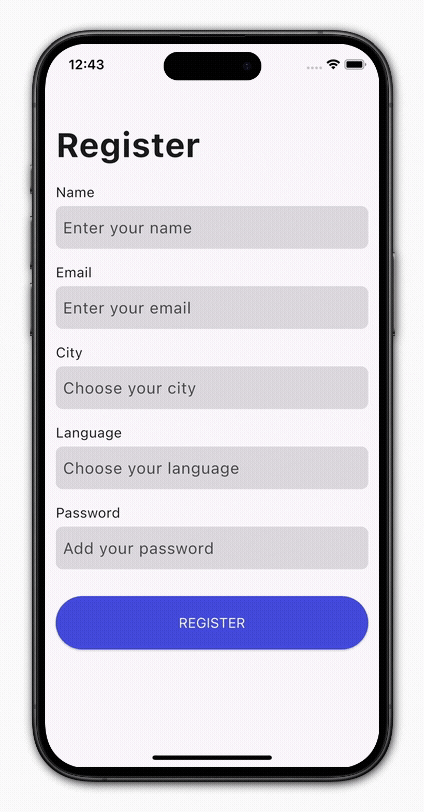 12:43
Register
Name
Enter your name
Email
Enter your email
City
Choose your city
Language
Choose your language
Password
Add your password
REGISTER